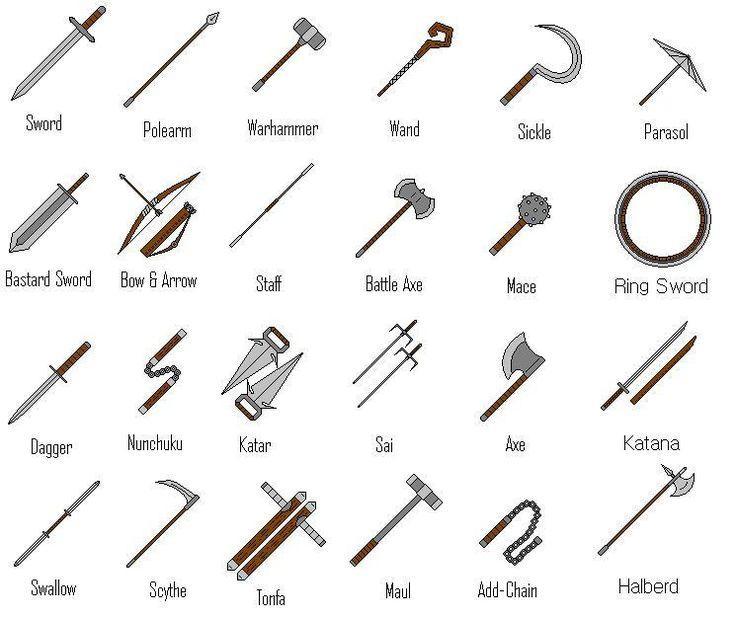 Sword
Polearm
Warhammer
Wand
Sickle
Parasol
Bastard Sword
Bow & Arrow
Staff
Battle Axe
Mace
Ring Sword
Dagger
Nunchuku
Katar
Sai
Axe
Katana
Swallow
Scythe
Tonfa
Maul
Add-Chain
Halberd